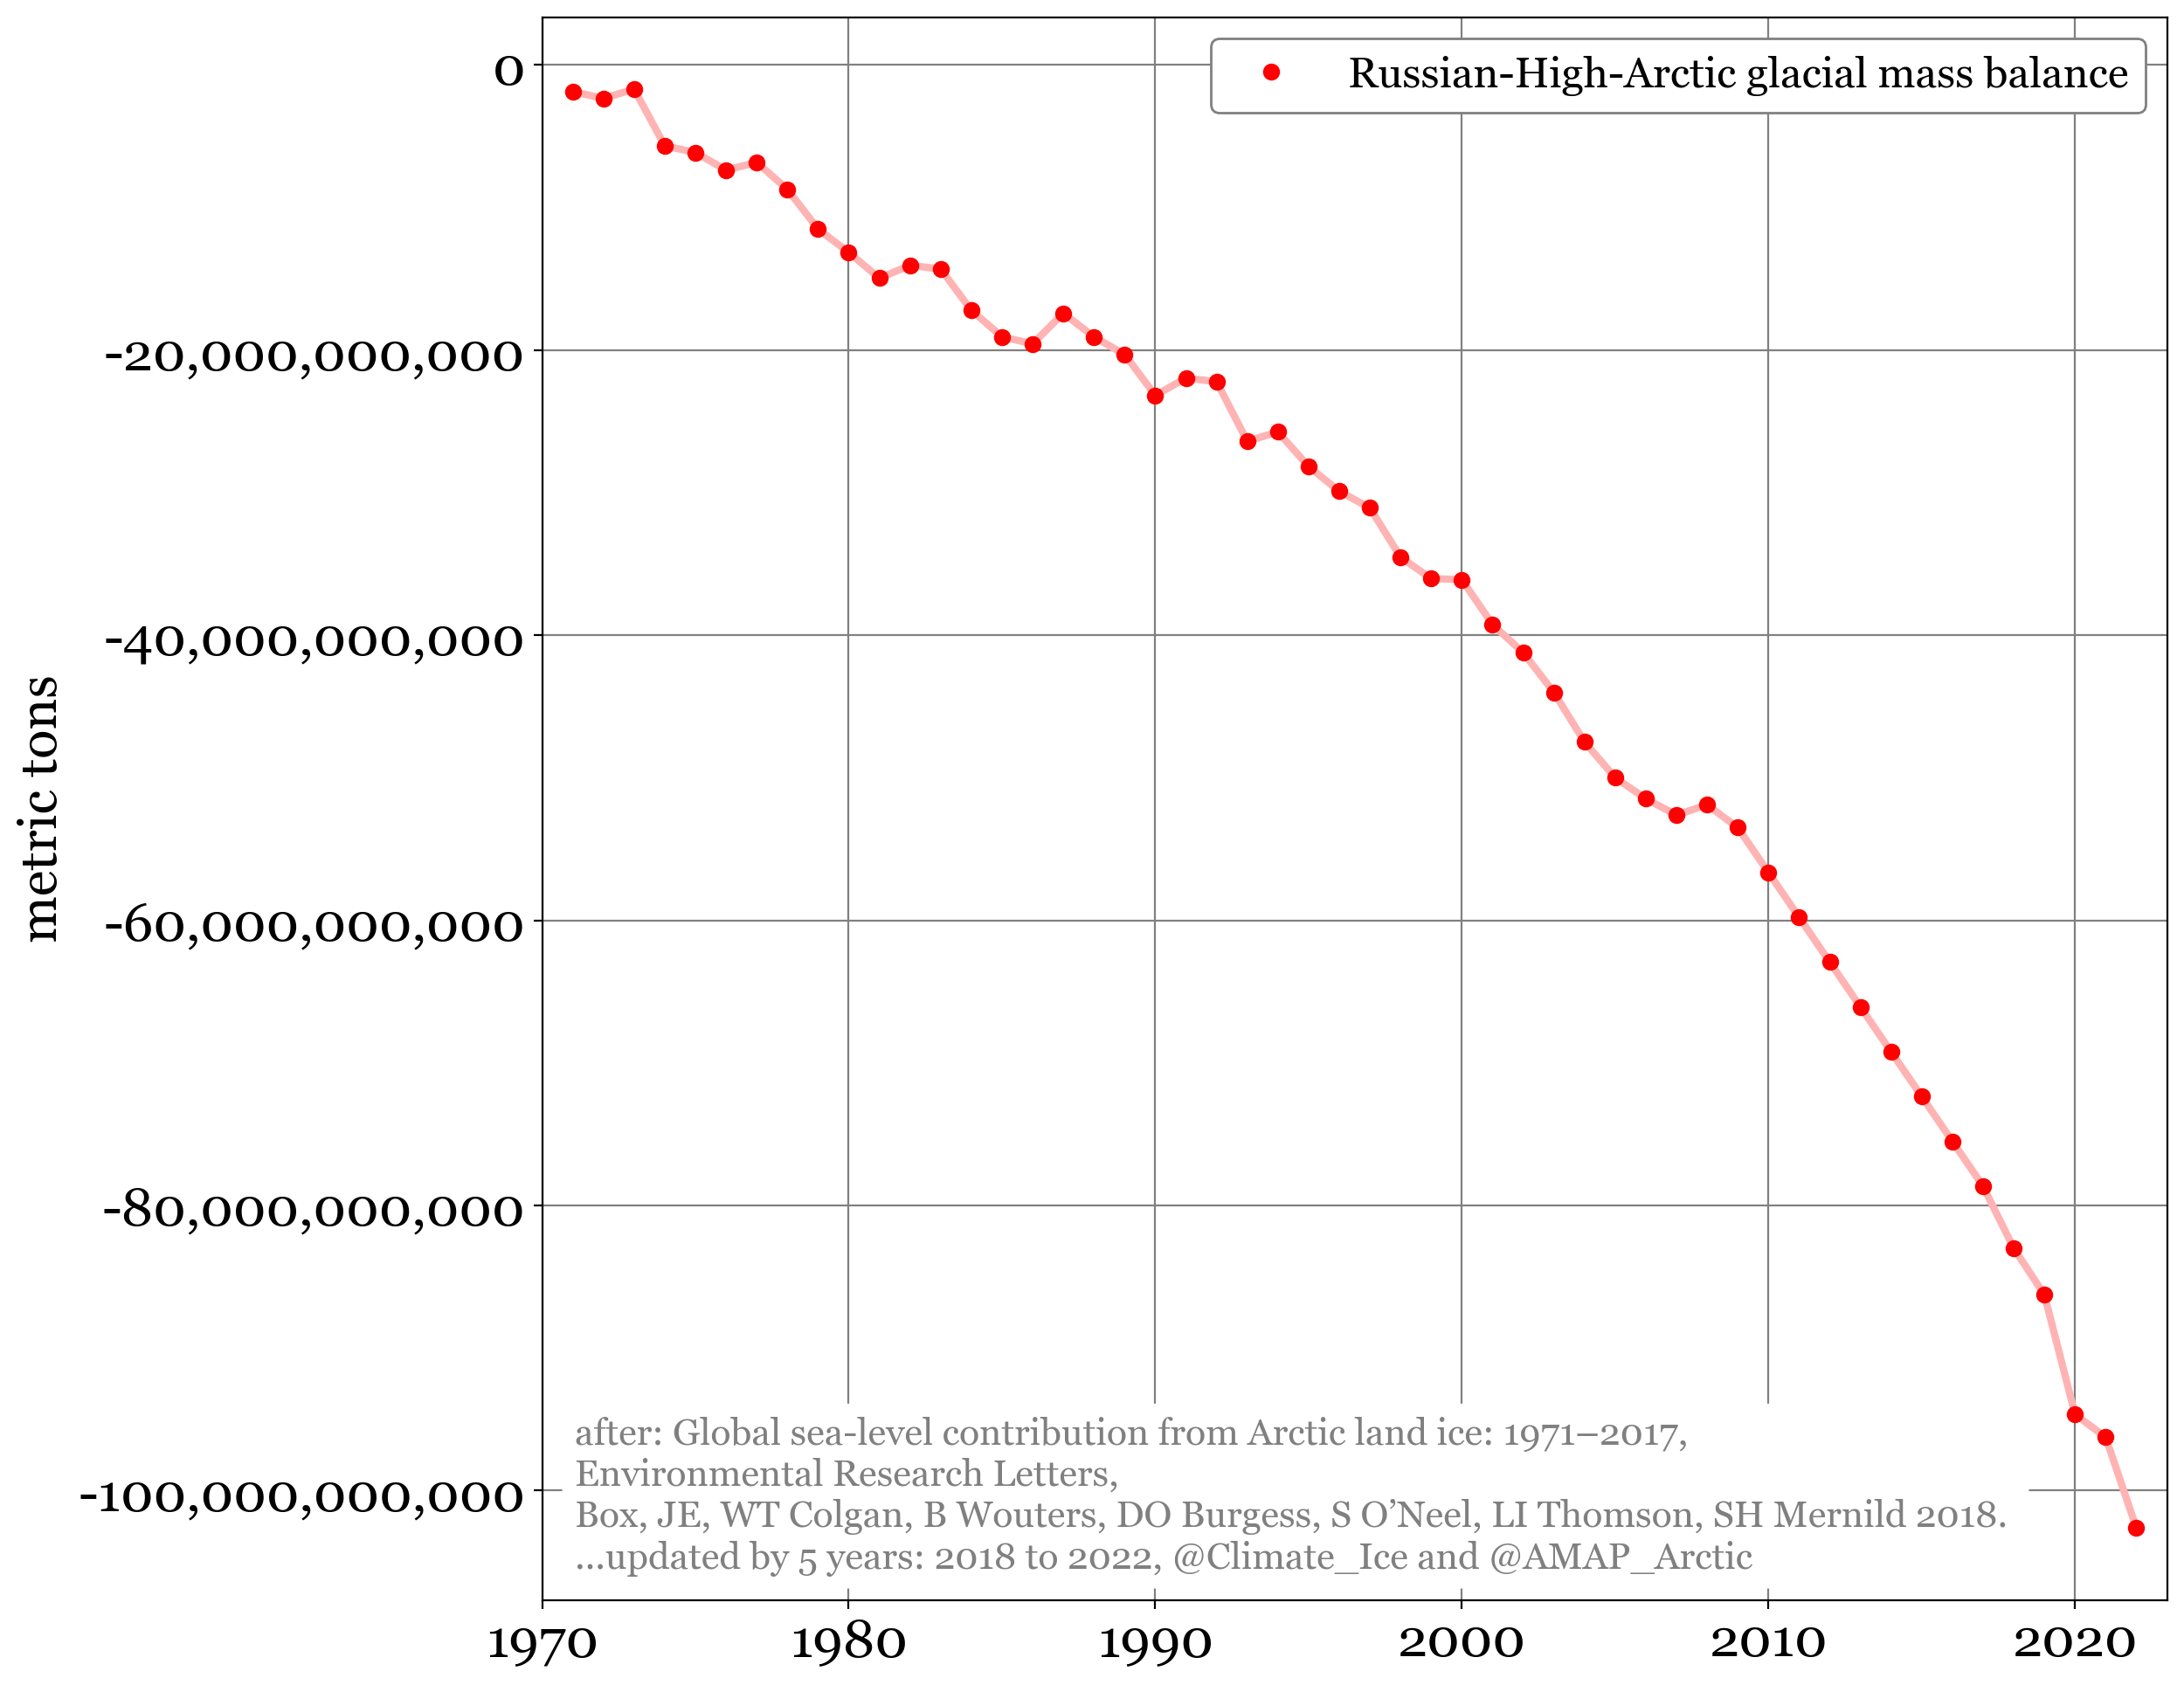 Russian-High-Arctic glacial mass balance
0
-20,000,000,000
-40,000,000,000
-60,000,000,000
-80,000,000,000
-100,000,000,000
metric tons
after: Global sea-level contribution from Arctic land ice: 1971–2017,
Environmental Research Letters,
Box, JE, WT Colgan, B Wouters, DO Burgess, S O’Neel, LI Thomson, SH Mernild 2018.
...updated by 5 years: 2018 to 2022, @Climate_Ice and @AMAP_Arctic
1970 1980 1990 2000 2010 2020